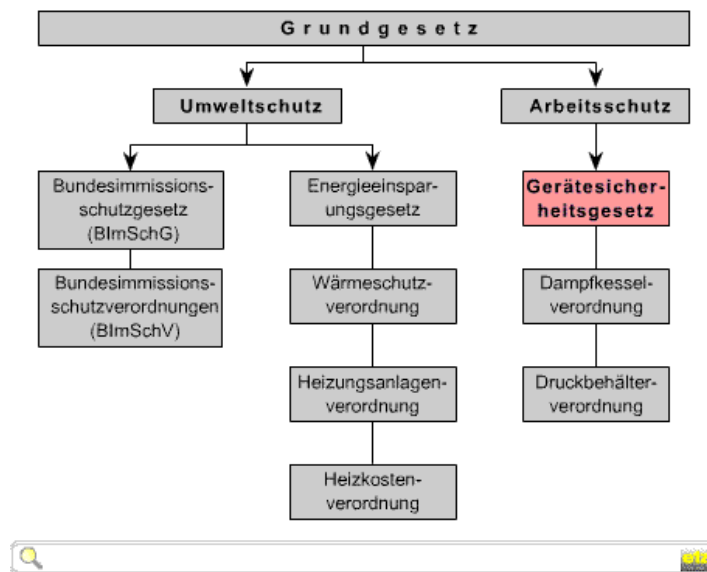 Grundgesetz
Umweltschutz
Arbeitsschutz
Bundesimmissions-
schutzgesetz
(BImSchG)
Energieeinspar-
ungsgesetz
Gerätesicher-
heitsgesetz
Bundesimmissions-
schutzverordnungen
(BImSchV)
Wärmeschutz-
verordnung
Dampfkessel-
verordnung
Heizungsanlagen-
verordnung
Druckbehälter-
verordnung
Heizkosten-
verordnung